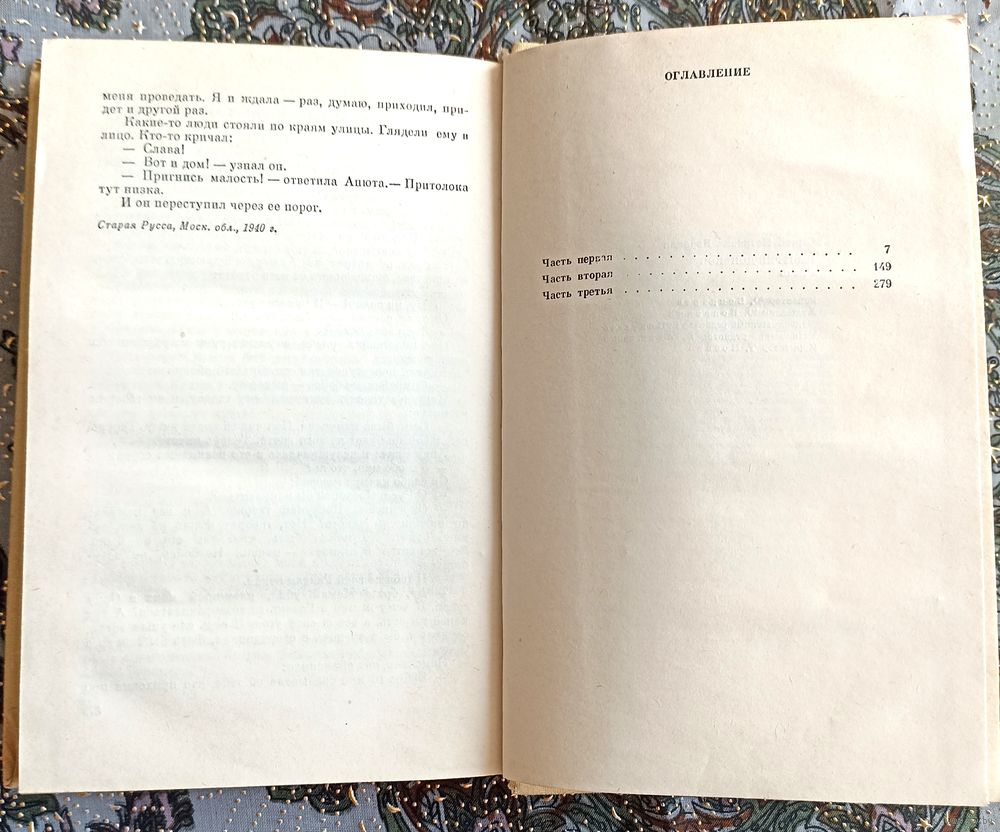 меня проведать. Я и ждала — раз, думаю, приходил, при-
дет и другой раз.
Какие-то люди стояли по краям улицы. Глядели ему в
лицо. Кто-то кричал:
— Слава!
— Вот и дом! — узнал он.
— Пригнись малость! — ответила Анюта. — Притолока
тут низка.
И он переступил через ее порог.
Старая Русса, Моск. обл., 1940 г.
ОГЛАВЛЕНИЕ
Часть первая . . . . . . . . . . . . . . . . . 7
Часть вторая . . . . . . . . . . . . . . . . . 149
Часть третья . . . . . . . . . . . . . . . . . 279